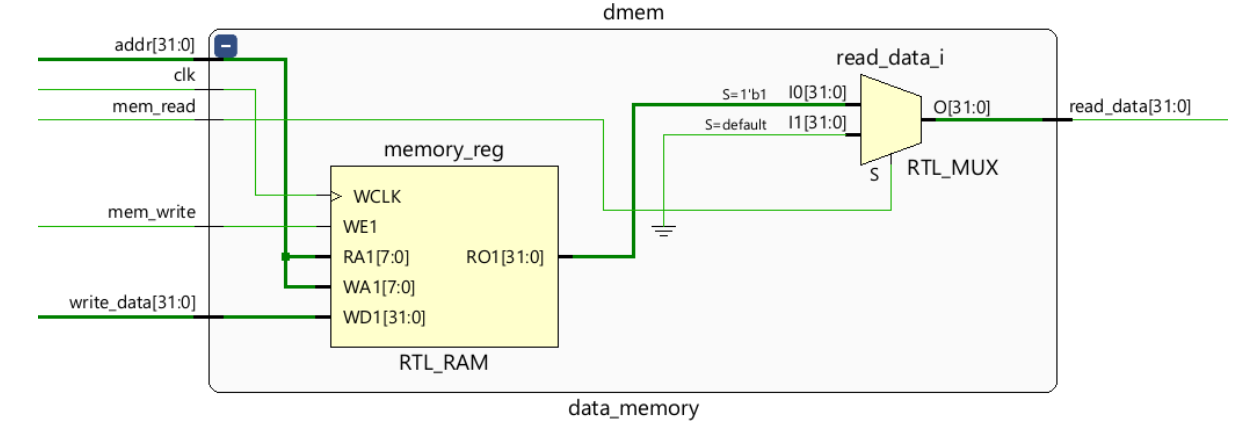 dmem
addr[31:0]
clk
mem_read
mem_write
write_data[31:0]
memory_reg
WCLK
WE1
RA1[7:0]
WA1[7:0]
WD1[31:0]
RO1[31:0]
RTL_RAM
read_data_i
S=1'b1 I0[31:0]
S=default I1[31:0]
S
O[31:0]
RTL_MUX
read_data[31:0]
data_memory